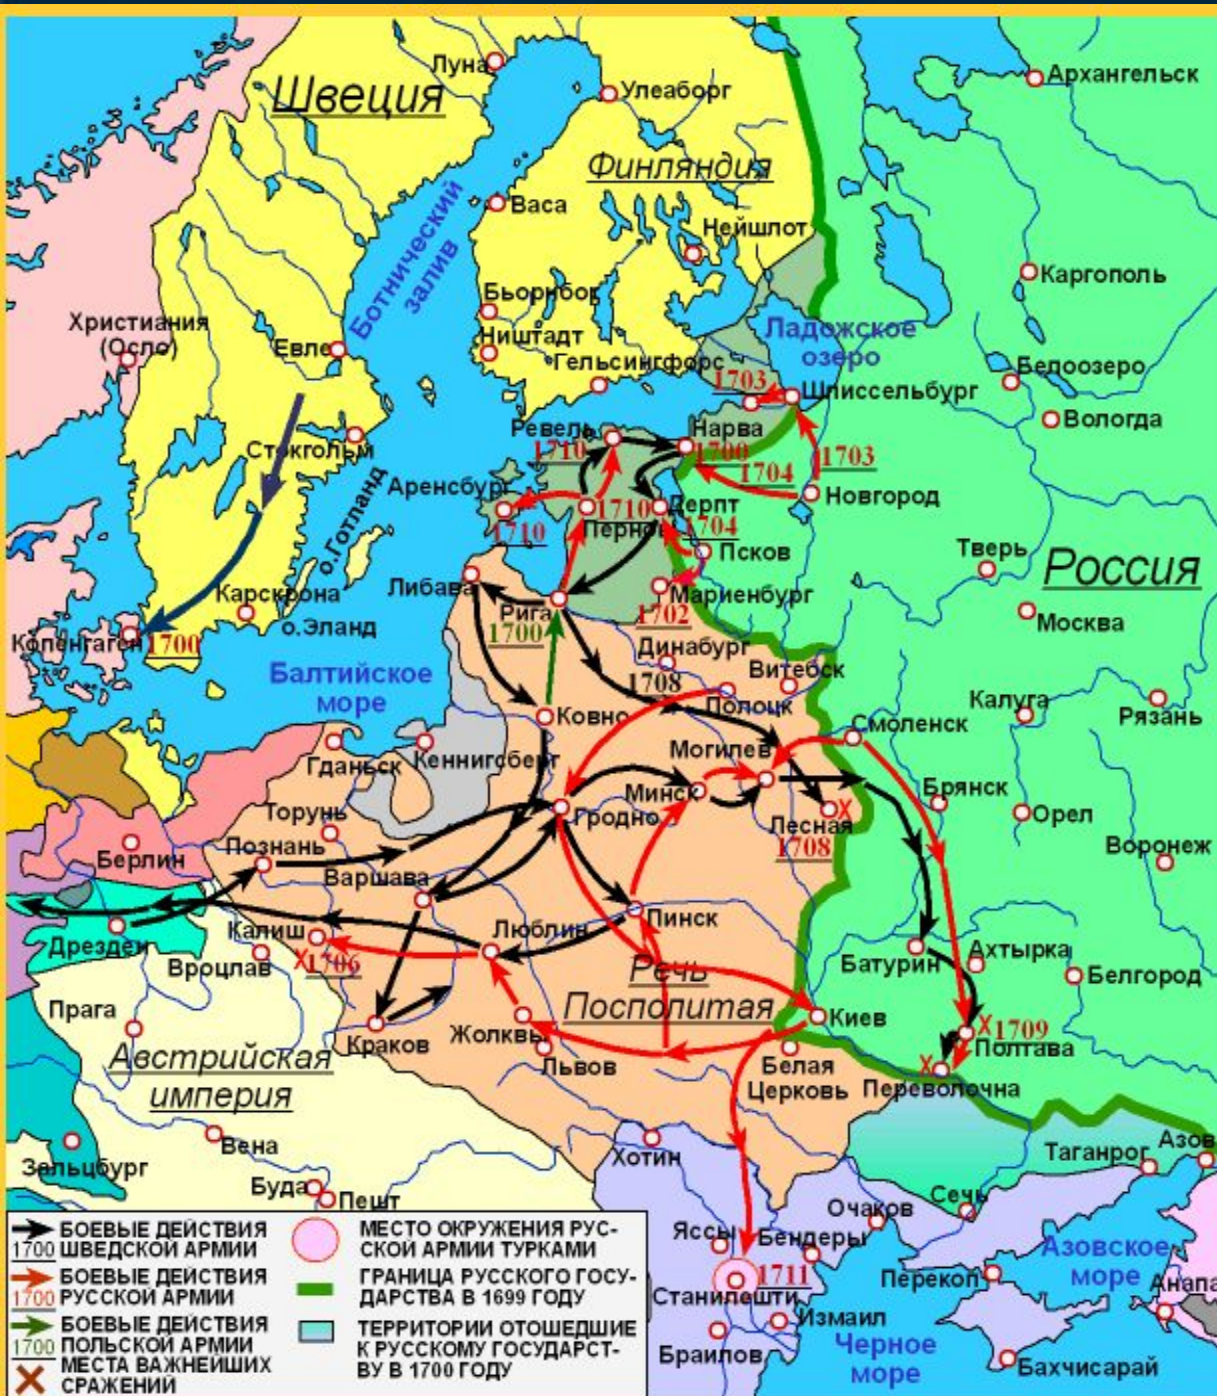 Архангельск
Луна
Швеция
Улеаборг
Финляндия
Ботнический
залив
Васа
Нейшлот
Каргополь
Бьорнборг
Христиания
(Осло)
Ништадт
Евле
Ладожское
озеро
Гельсингфорс
Белоозеро
1703
Шлиссельбург
Вологда
Стокгольм
Ревель
1710
Нарва
1700
1703
1704
Новгород
Аренсбург
1710
о.Готланд
1710
Пернов
Дерпт
1704
Псков
Тверь
Россия
Либава
Карскрона
Рига
1700
Мариенбург
1702
о.Эланд
Москва
Копенгаген
1700
Динабург
Витебск
Балтийское
море
1708
Полоцк
Калуга
Рязань
Ковно
Смоленск
Гданьск
Кеннигсберг
Могилев
Минск
Брянск
Торунь
Гродно
Лесная
X
1708
Орел
Берлин
Познань
Воронеж
Варшава
Пинск
Дрезден
Калиш
Люблин
X
1706
Вроцлав
Батурин
Ахтырка
Белгород
Речь
Посполитая
Прага
Киев
Краков
Жолквы
X
1709
Полтава
Австрийская
империя
Львов
Белая
Церковь
X
Переволочна
Вена
Зальцбург
Хотин
Таганрог
Азов
Буда
Пешт
Сечь
Очаков
Яссы
Бендеры
Азовское
море
Перекоп
Анапа
1711
Станилешти
Измаил
Браилов
Черное
море
Бахчисарай
БОЕВЫЕ ДЕЙСТВИЯ
1700 ШВЕДСКОЙ АРМИИ
БОЕВЫЕ ДЕЙСТВИЯ
1700 РУССКОЙ АРМИИ
БОЕВЫЕ ДЕЙСТВИЯ
1700 ПОЛЬСКОЙ АРМИИ
МЕСТА ВАЖНЕЙШИХ
СРАЖЕНИЙ
МЕСТО ОКРУЖЕНИЯ РУС-
СКОЙ АРМИИ ТУРКАМИ
ГРАНИЦА РУССКОГО ГОСУ-
ДАРСТВА В 1699 ГОДУ
ТЕРРИТОРИИ ОТОШЕДШИЕ
К РУССКОМУ ГОСУДАРСТ-
ВУ В 1700 ГОДУ